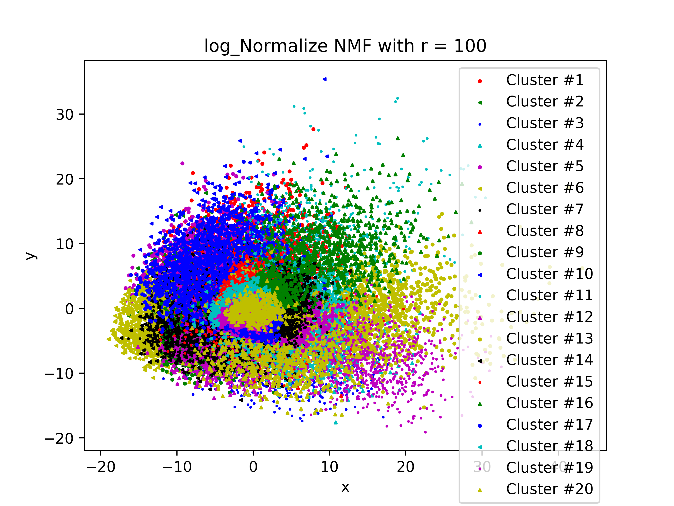 log_Normalize NMF with r = 100
Cluster #1
Cluster #2
Cluster #3
Cluster #4
Cluster #5
Cluster #6
Cluster #7
Cluster #8
Cluster #9
Cluster #10
Cluster #11
Cluster #12
Cluster #13
Cluster #14
Cluster #15
Cluster #16
Cluster #17
Cluster #18
Cluster #19
Cluster #20
y
30
20
10
0
−10
−20
−20
−10
0
10
20
30
40
x